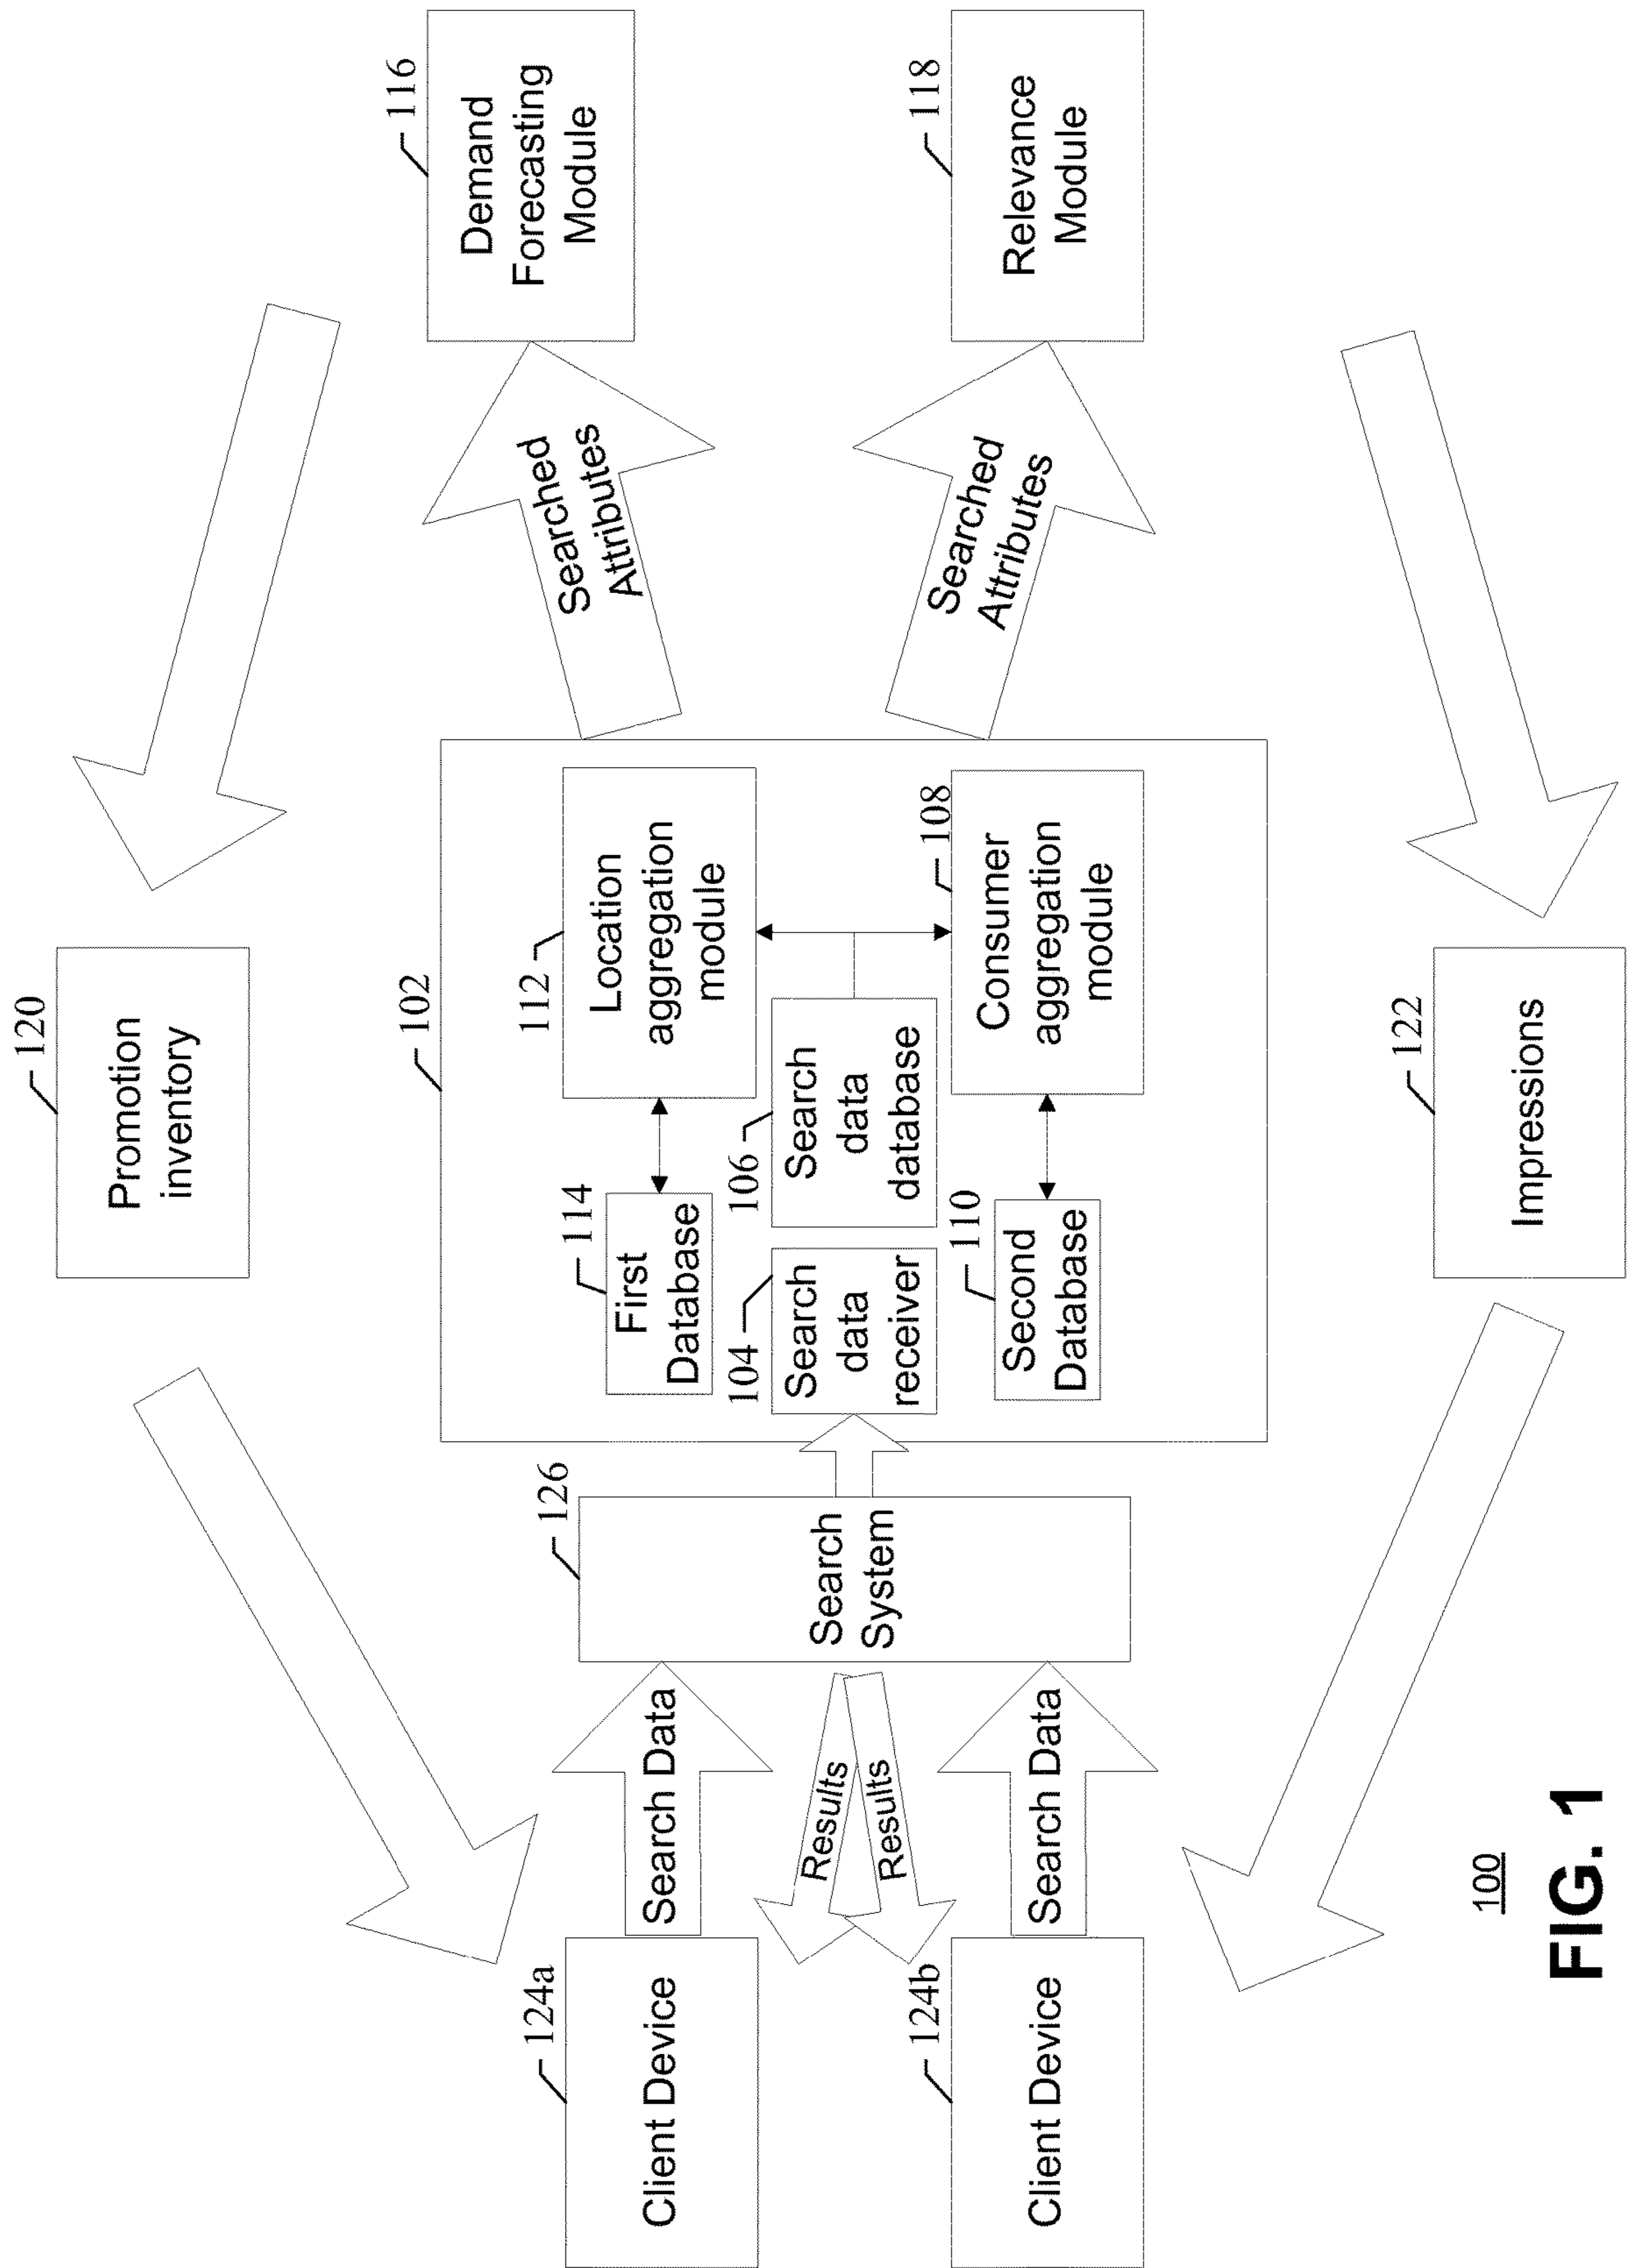 120
Promotion
inventory
116
Demand
Forecasting
Module
Searched
Attributes
102
112
Location
aggregation
module
114
First
Database
126
Search
System
124a
Client Device
Search Data
Results
Results
104
Search
data
receiver
106
Search
data
database
108
Consumer
aggregation
module
110
Second
Database
124b
Client Device
Search Data
Searched
Attributes
118
Relevance
Module
122
Impressions
100
FIG. 1